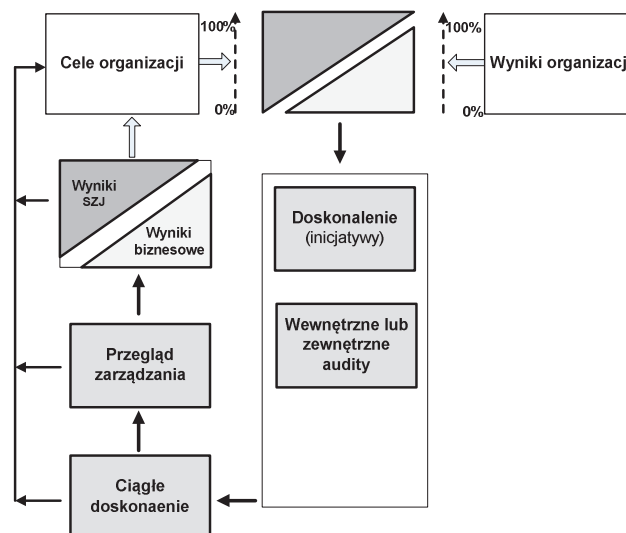 100%
100%
Cele organizacji
Wyniki organizacj
0%
0%
Wyniki
SZJ
Wyniki
biznesowe
Doskonalenie
(inicjatywy)
Wewnętrzne lub
zewnętrzne
audity
Przegląd
zarządzania
Ciągłe
doskonaenie